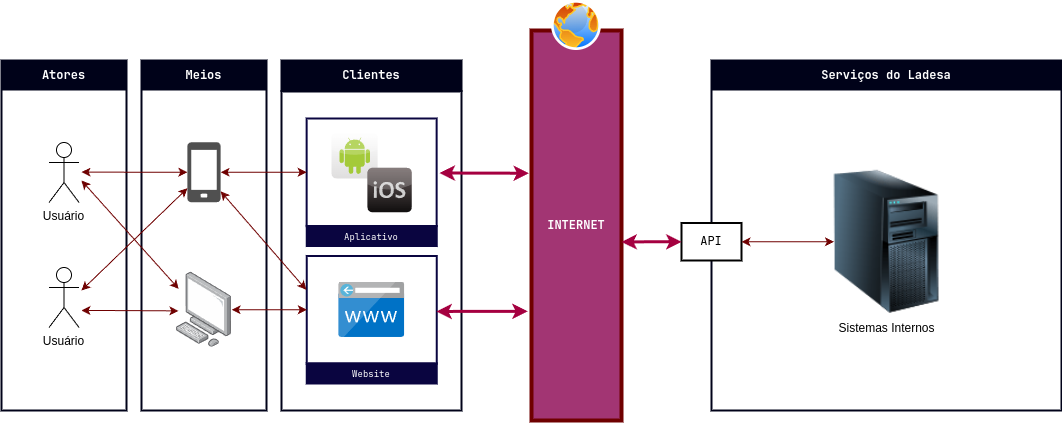 Atores
Meios
Clientes
Serviços do Ladesa
Usuário
Usuário
iOS
Aplicativo
www
Website
INTERNET
API
Sistemas Internos